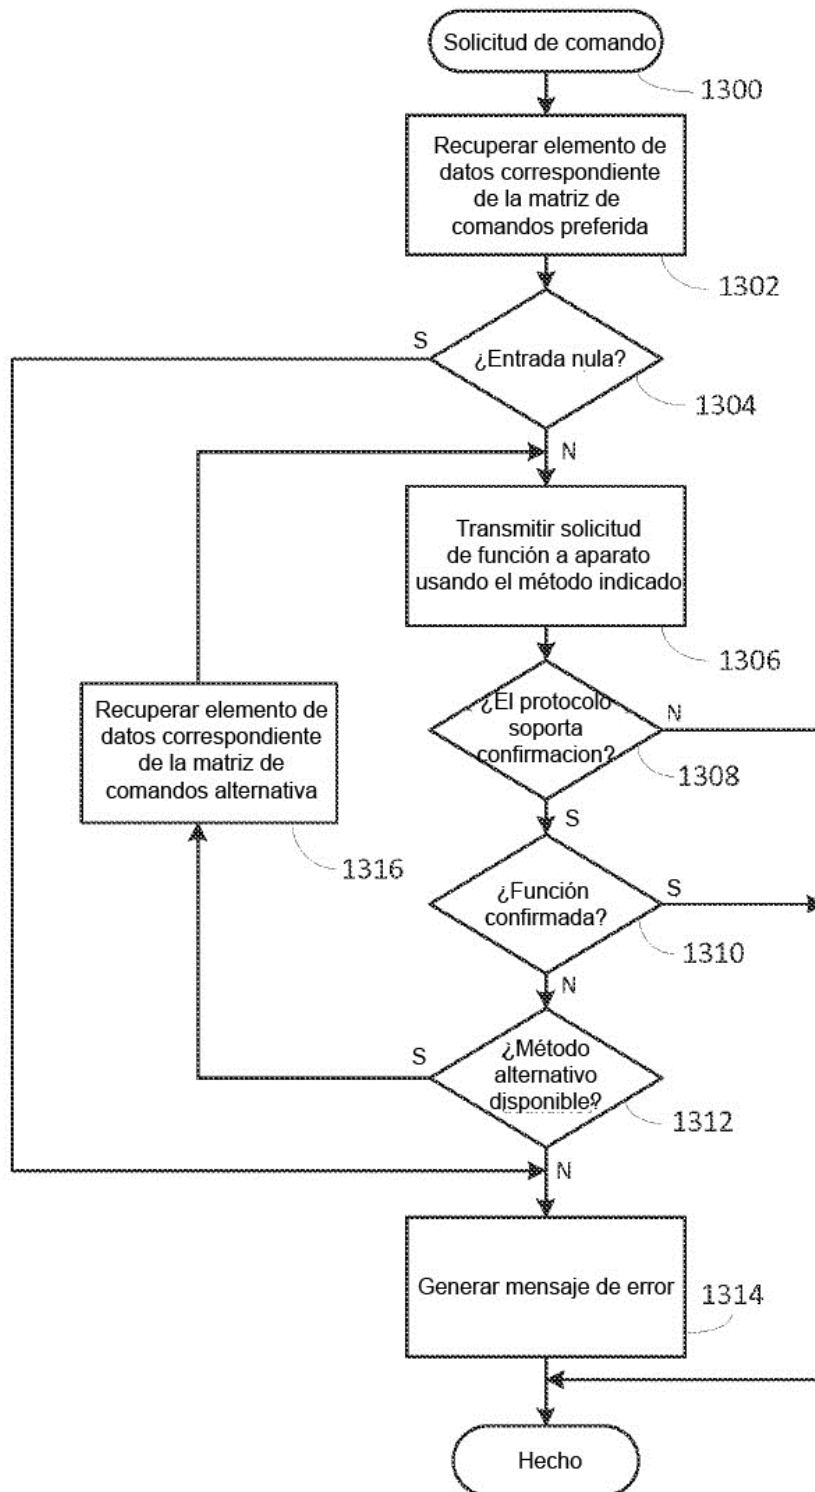 Solicitud de comando
1300
Recuperar elemento de
datos correspondiente
de la matriz de
comandos preferida
1302
S
¿Entrada nula?
1304
N
Transmitir solicitud
de función a aparato
usando el método indicado
1306
¿El protocolo
soporta
confirmacion?
N
1308
Recuperar elemento de
datos correspondiente
de la matriz de
comandos alternativa
1316
S
¿Función
confirmada?
S
1310
N
S
¿Método
alternativo
disponible?
1312
N
Generar mensaje de error
1314
Hecho